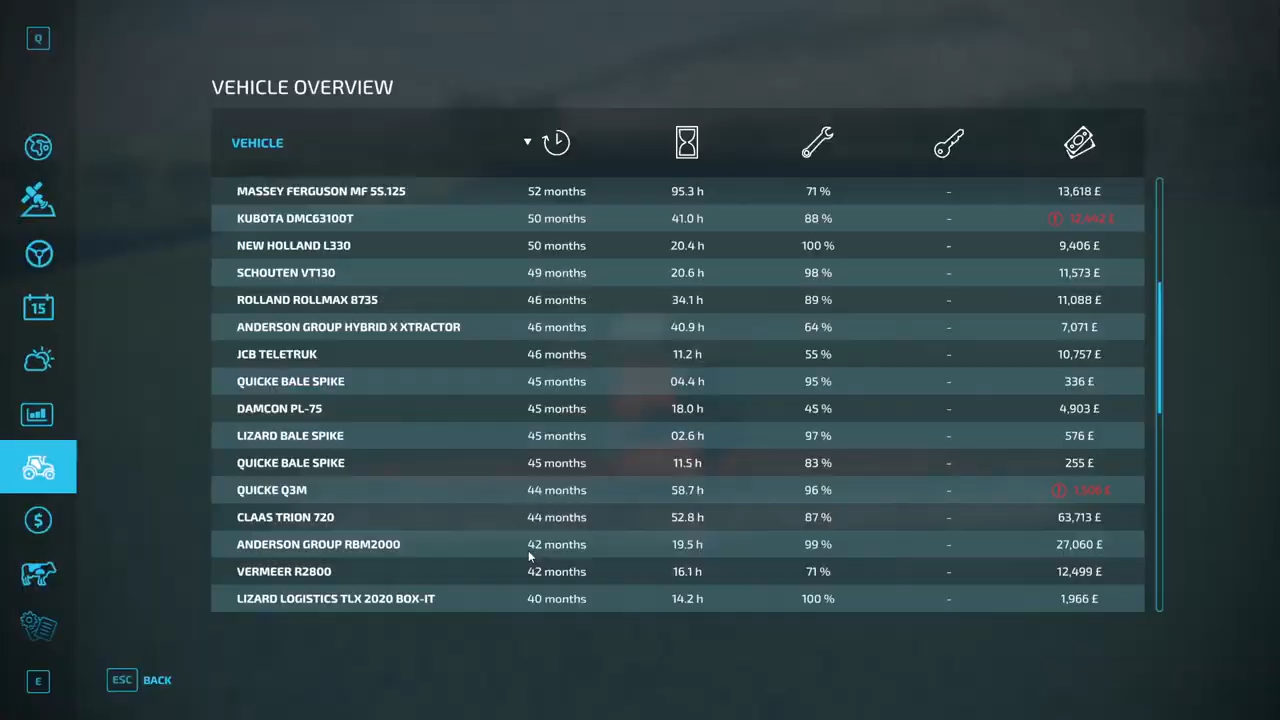 Q
VEHICLE OVERVIEW
VEHICLE
MASSEY FERGUSON MF 5S.125 52 months 95.3 h 71 % - 13,618 £
KUBOTA DMC63100T 50 months 41.0 h 88 % - 12,442 £
NEW HOLLAND L330 50 months 20.4 h 100 % - 9,406 £
SCHOUTEN VT130 49 months 20.6 h 98 % - 11,573 £
ROLLAND ROLLMAX 8735 46 months 34.1 h 89 % - 11,088 £
15
ANDERSON GROUP HYBRID X XTRACTOR 46 months 40.9 h 64 % - 7,071 £
JCB TELETRUK 46 months 11.2 h 55 % - 10,757 £
QUICKE BALE SPIKE 45 months 04.4 h 95 % - 336 £
DAMCON PL-75 45 months 18.0 h 45 % - 4,903 £
LIZARD BALE SPIKE 45 months 02.6 h 97 % - 576 £
QUICKE BALE SPIKE 45 months 11.5 h 83 % - 255 £
QUICKE Q3M 44 months 58.7 h 96 % - 1,506 £
CLAAS TRION 720 44 months 52.8 h 87 % - 63,713 £
$
ANDERSON GROUP RBM2000 42 months 19.5 h 99 % - 27,060 £
VERMEER R2800 42 months 16.1 h 71 % - 12,499 £
LIZARD LOGISTICS TLX 2020 BOX-IT 40 months 14.2 h 100 % - 1,966 £
E
ESC BACK